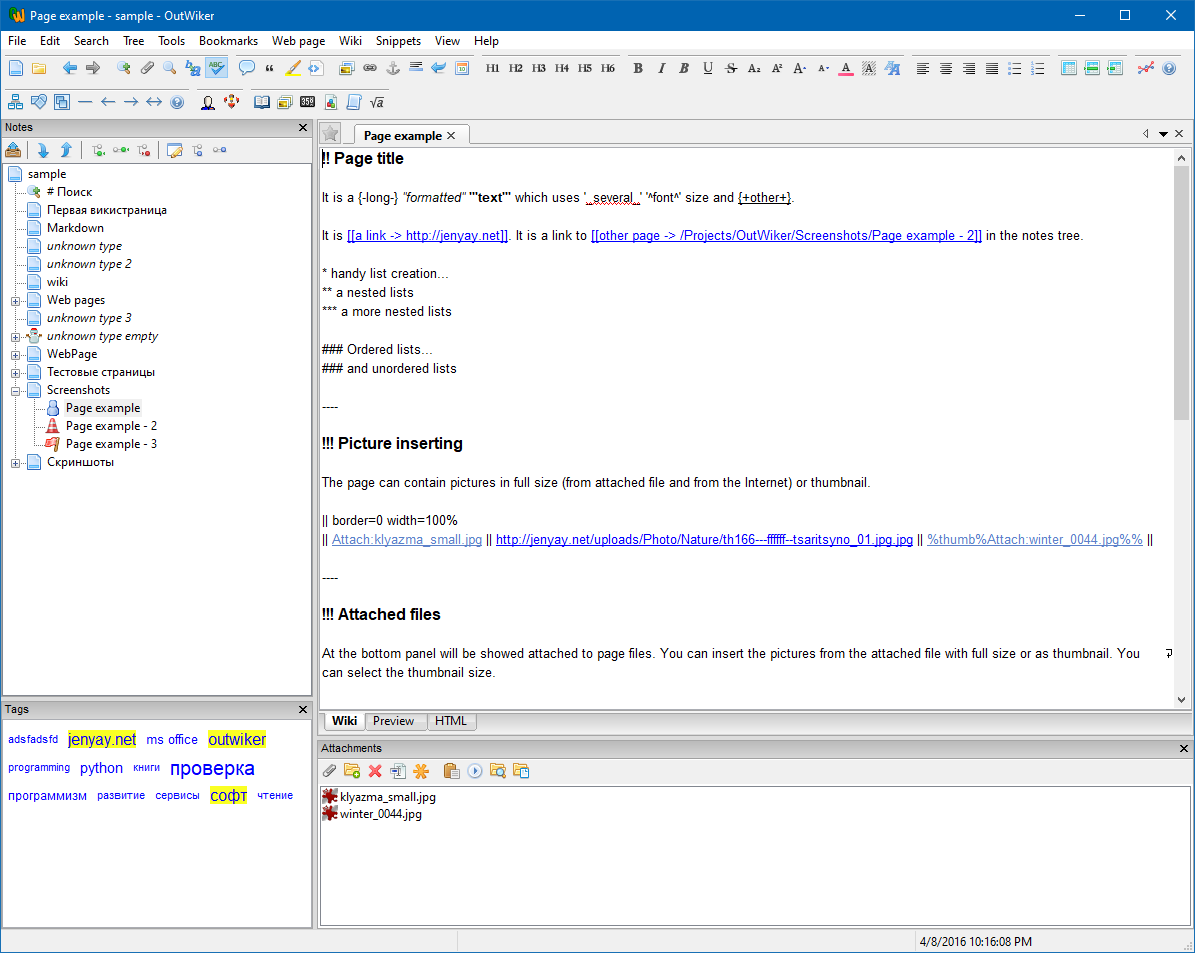 Page example - sample - OutWiker
File Edit Search Tree Tools Bookmarks Web page Wiki Snippets View Help
H1 H2 H3 H4 H5 H6 B I B U S A₂ A² A A A A
358 √a
Notes
sample
# Поиск
Первая викистраница
Markdown
unknown type
unknown type 2
wiki
Web pages
unknown type 3
unknown type empty
WebPage
Тестовые страницы
Screenshots
Page example
Page example - 2
Page example - 3
Скриншоты
Tags
adsfadsfd jenyay.net ms office outwiker
programming python книги проверка
программизм развитие сервисы софт чтение
Page example
!! Page title
It is a {-long-} ''formatted'' '''text''' which uses '__several__' '^font^' size and {+other+}.
It is [[a link -> http://jenyay.net]]. It is a link to [[other page -> /Projects/OutWiker/Screenshots/Page example - 2]] in the notes tree.
* handy list creation...
** a nested lists
*** a more nested lists
### Ordered lists...
### and unordered lists
----
!!! Picture inserting
The page can contain pictures in full size (from attached file and from the Internet) or thumbnail.
|| border=0 width=100%
|| Attach:klyazma_small.jpg || http://jenyay.net/uploads/Photo/Nature/th166---ffffff--tsaritsyno_01.jpg.jpg || %thumb%Attach:winter_0044.jpg%% ||
----
!!! Attached files
At the bottom panel will be showed attached to page files. You can insert the pictures from the attached file with full size or as thumbnail. You
can select the thumbnail size.
Wiki Preview HTML
Attachments
klyazma_small.jpg
winter_0044.jpg
4/8/2016 10:16:08 PM